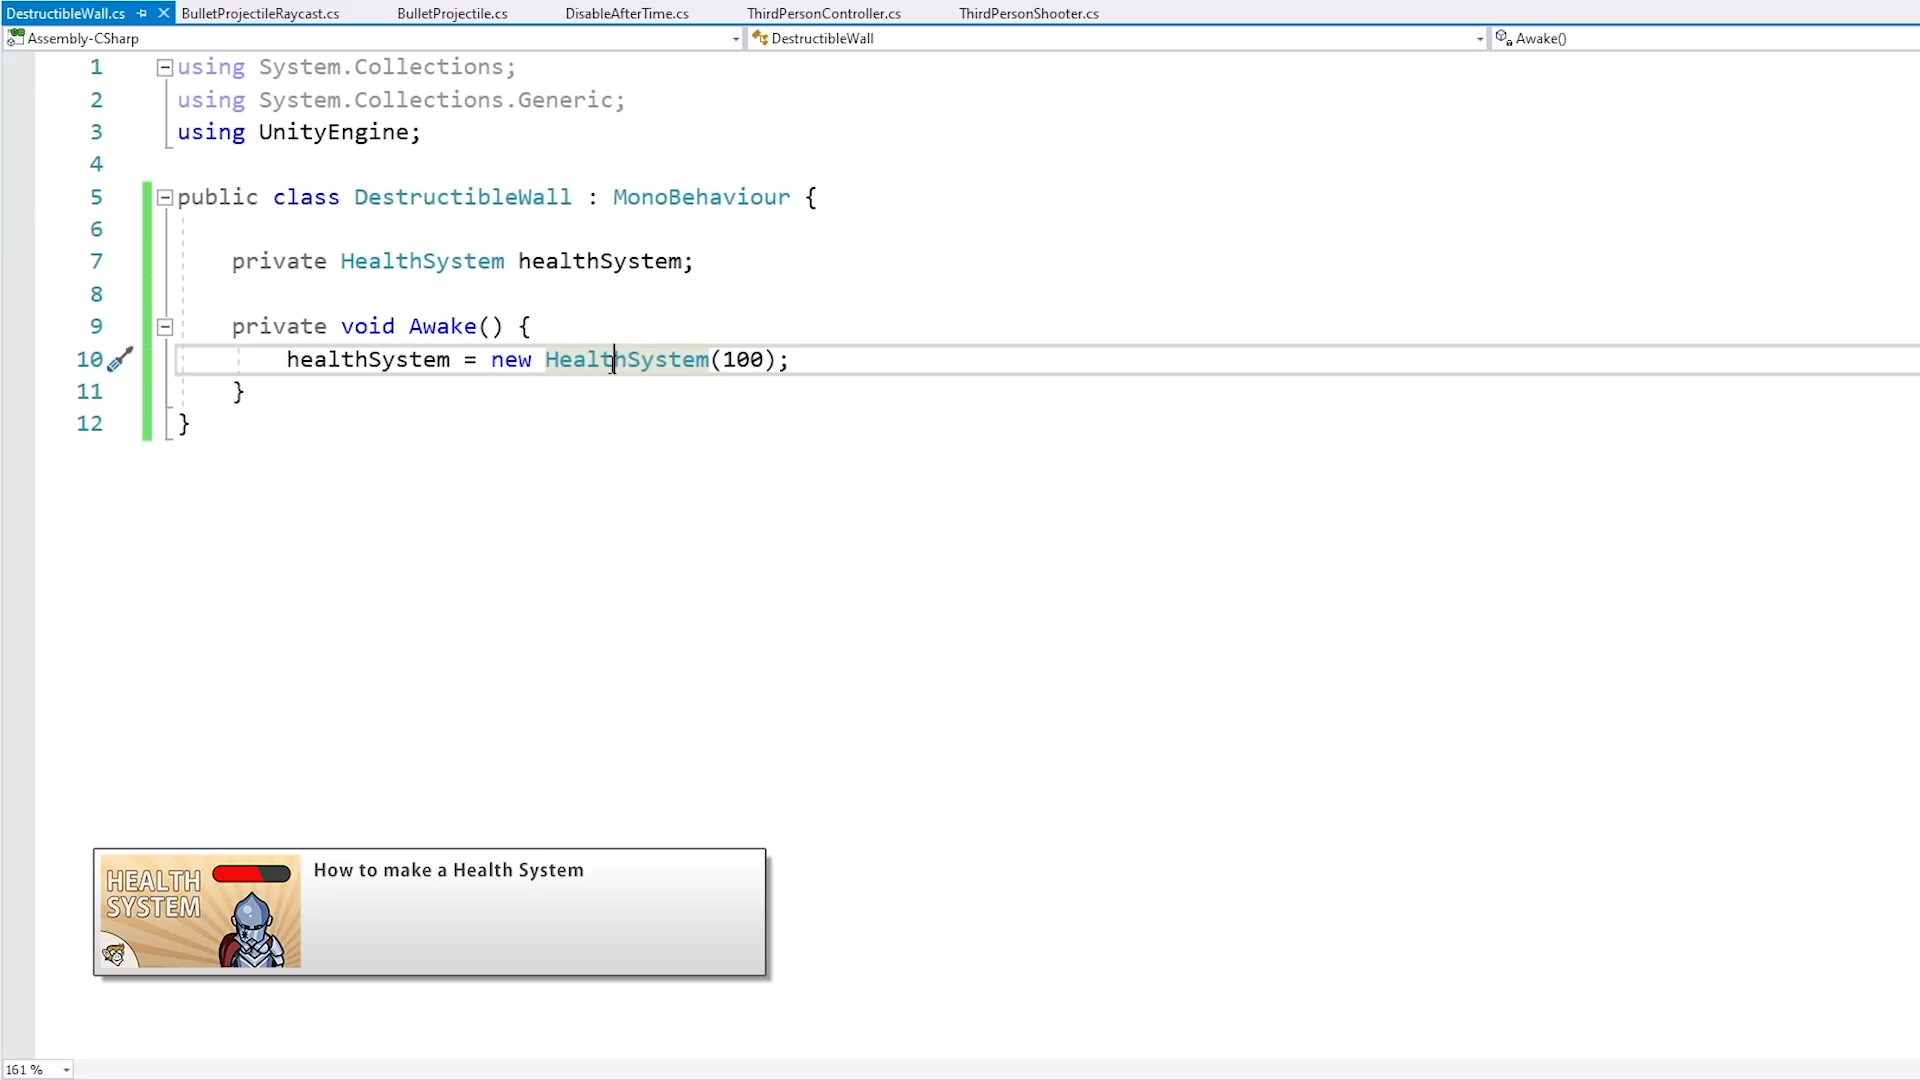 DestructibleWall.cs BulletProjectileRaycast.cs BulletProjectile.cs DisableAfterTime.cs ThirdPersonController.cs ThirdPersonShooter.cs
Assembly-CSharp DestructibleWall Awake()
1 using System.Collections;
2 using System.Collections.Generic;
3 using UnityEngine;
4
5 public class DestructibleWall : MonoBehaviour {
6
7 private HealthSystem healthSystem;
8
9 private void Awake() {
10 healthSystem = new HealthSystem(100);
11 }
12 }
HEALTH
SYSTEM
How to make a Health System
161 %